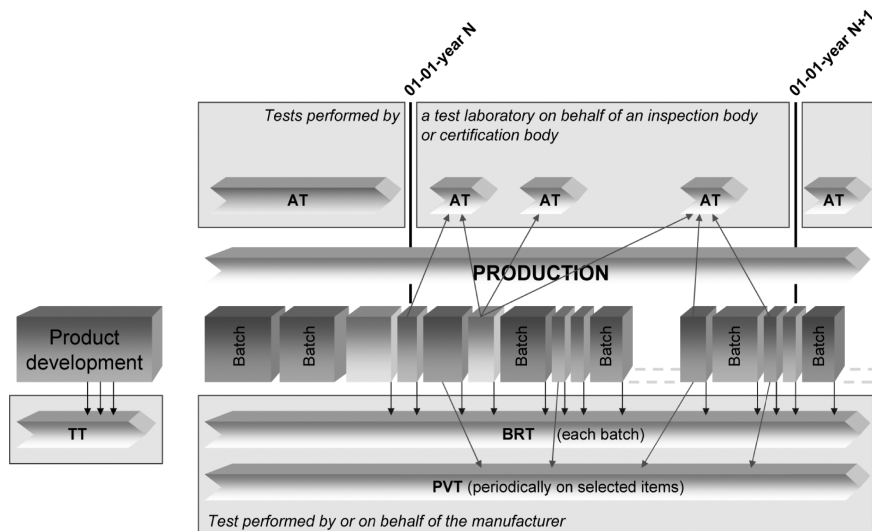 01-01-year N
01-01-year N+1
Tests performed by
a test laboratory on behalf of an inspection body
or certification body
AT
AT
AT
AT
AT
PRODUCTION
Product
development
Batch
Batch
Batch
Batch
Batch
Batch
Batch
TT
BRT (each batch)
PVT (periodically on selected items)
Test performed by or on behalf of the manufacturer